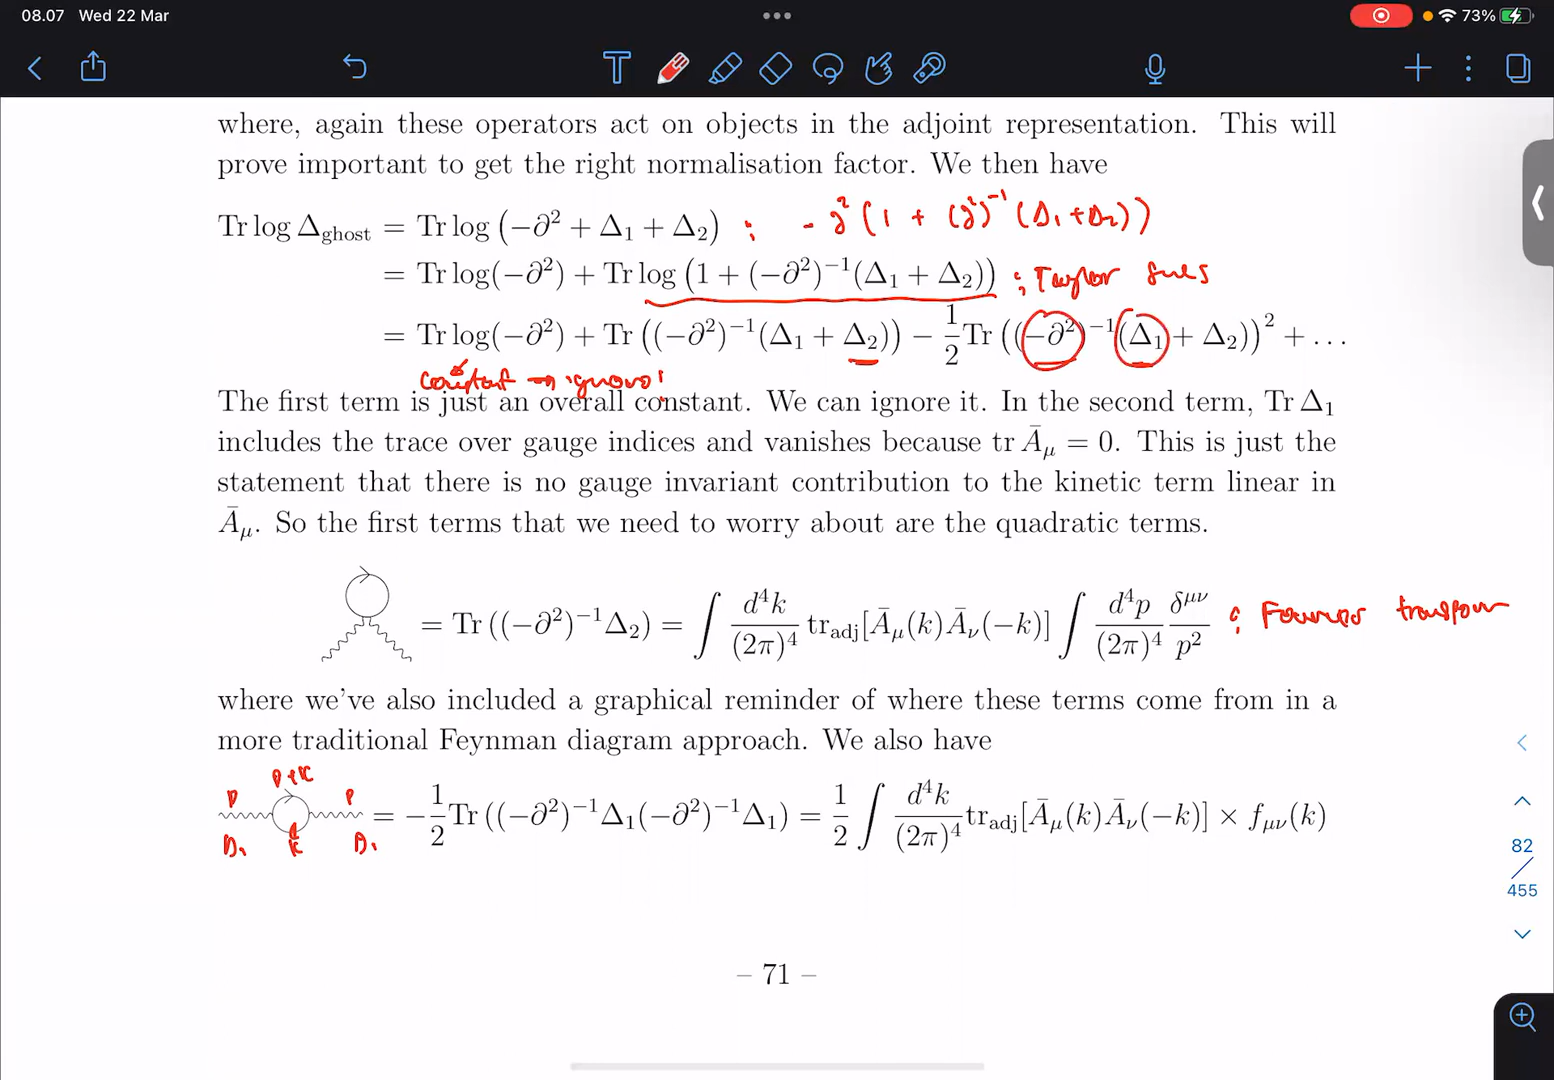 08.07 Wed 22 Mar
73%
where, again these operators act on objects in the adjoint representation. This will
prove important to get the right normalisation factor. We then have
Tr log Δ_ghost = Tr log (−∂² + Δ₁ + Δ₂) ; −∂² (1 + (∂²)⁻¹ (Δ₁+Δ₂))
= Tr log(−∂²) + Tr log (1 + (−∂²)⁻¹(Δ₁ + Δ₂)) ; Taylor
= Tr log(−∂²) + Tr ((−∂²)⁻¹(Δ₁ + Δ₂)) − 1/2 Tr ((−∂²)⁻¹(Δ₁ + Δ₂))² + …
constant → ignore!
The first term is just an overall constant. We can ignore it. In the second term, Tr Δ₁
includes the trace over gauge indices and vanishes because tr Ā_μ = 0. This is just the
statement that there is no gauge invariant contribution to the kinetic term linear in
Ā_μ. So the first terms that we need to worry about are the quadratic terms.
= Tr ((−∂²)⁻¹Δ₂) = ∫ d⁴k/(2π)⁴ tr_adj[Ā_μ(k)Ā_ν(−k)] ∫ d⁴p/(2π)⁴ δ^μν/p² ;
where we've also included a graphical reminder of where these terms come from in a
more traditional Feynman diagram approach. We also have
p+k
p p
= −1/2 Tr ((−∂²)⁻¹Δ₁(−∂²)⁻¹Δ₁) = 1/2 ∫ d⁴k/(2π)⁴ tr_adj[Ā_μ(k)Ā_ν(−k)] × f_μν(k)
Δ₁ k Δ₁
82
455
– 71 –